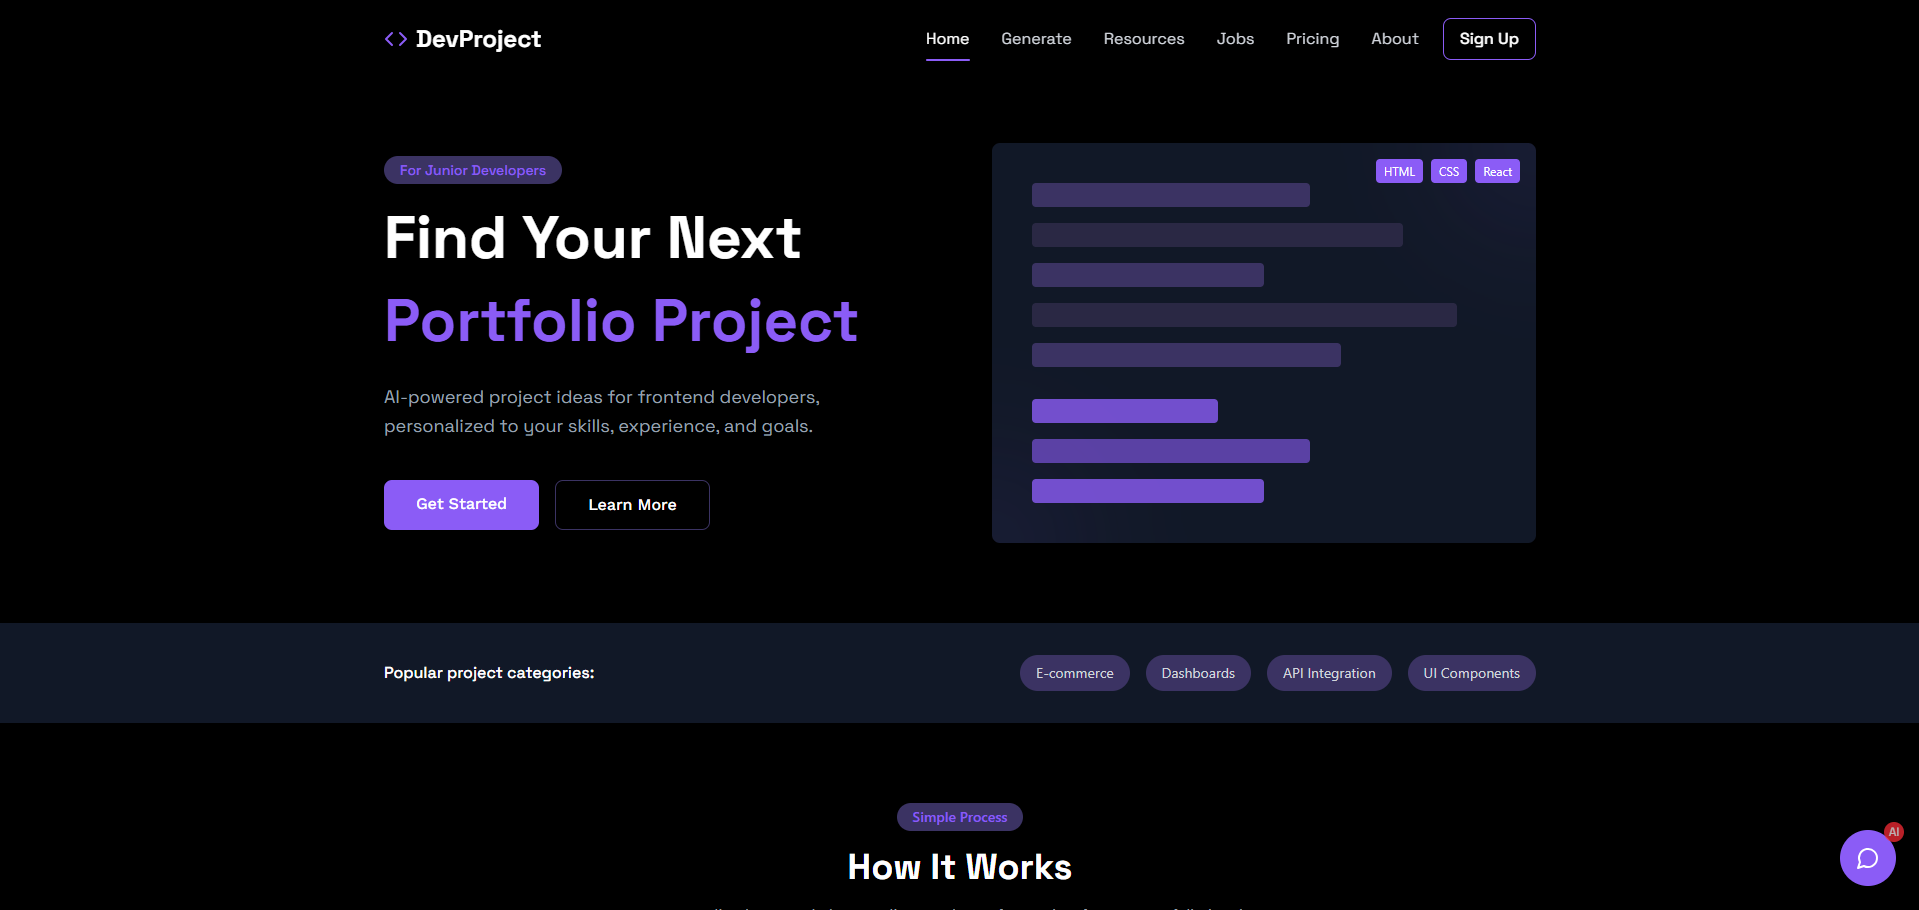 DevProject
Home Generate Resources Jobs Pricing About Sign Up
For Junior Developers
Find Your Next
Portfolio Project
AI-powered project ideas for frontend developers,
personalized to your skills, experience, and goals.
Get Started Learn More
HTML CSS React
Popular project categories:
E-commerce Dashboards API Integration UI Components
Simple Process
How It Works
AI